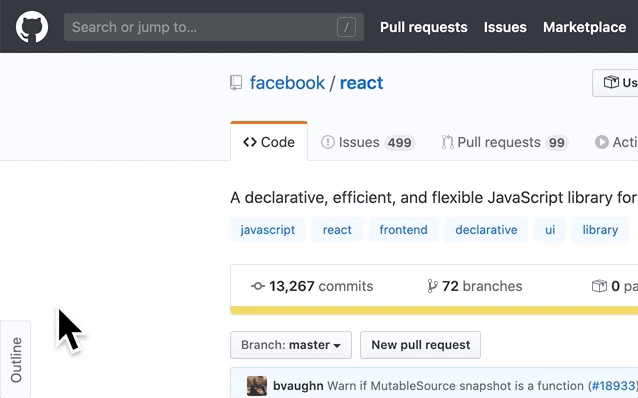 Search or jump to... / Pull requests Issues Marketplace
facebook / react Us
Code Issues 499 Pull requests 99 Acti
A declarative, efficient, and flexible JavaScript library for
javascript react frontend declarative ui library
13,267 commits 72 branches 0 pa
Branch: master New pull request
bvaughn Warn if MutableSource snapshot is a function (#18933)
Outline